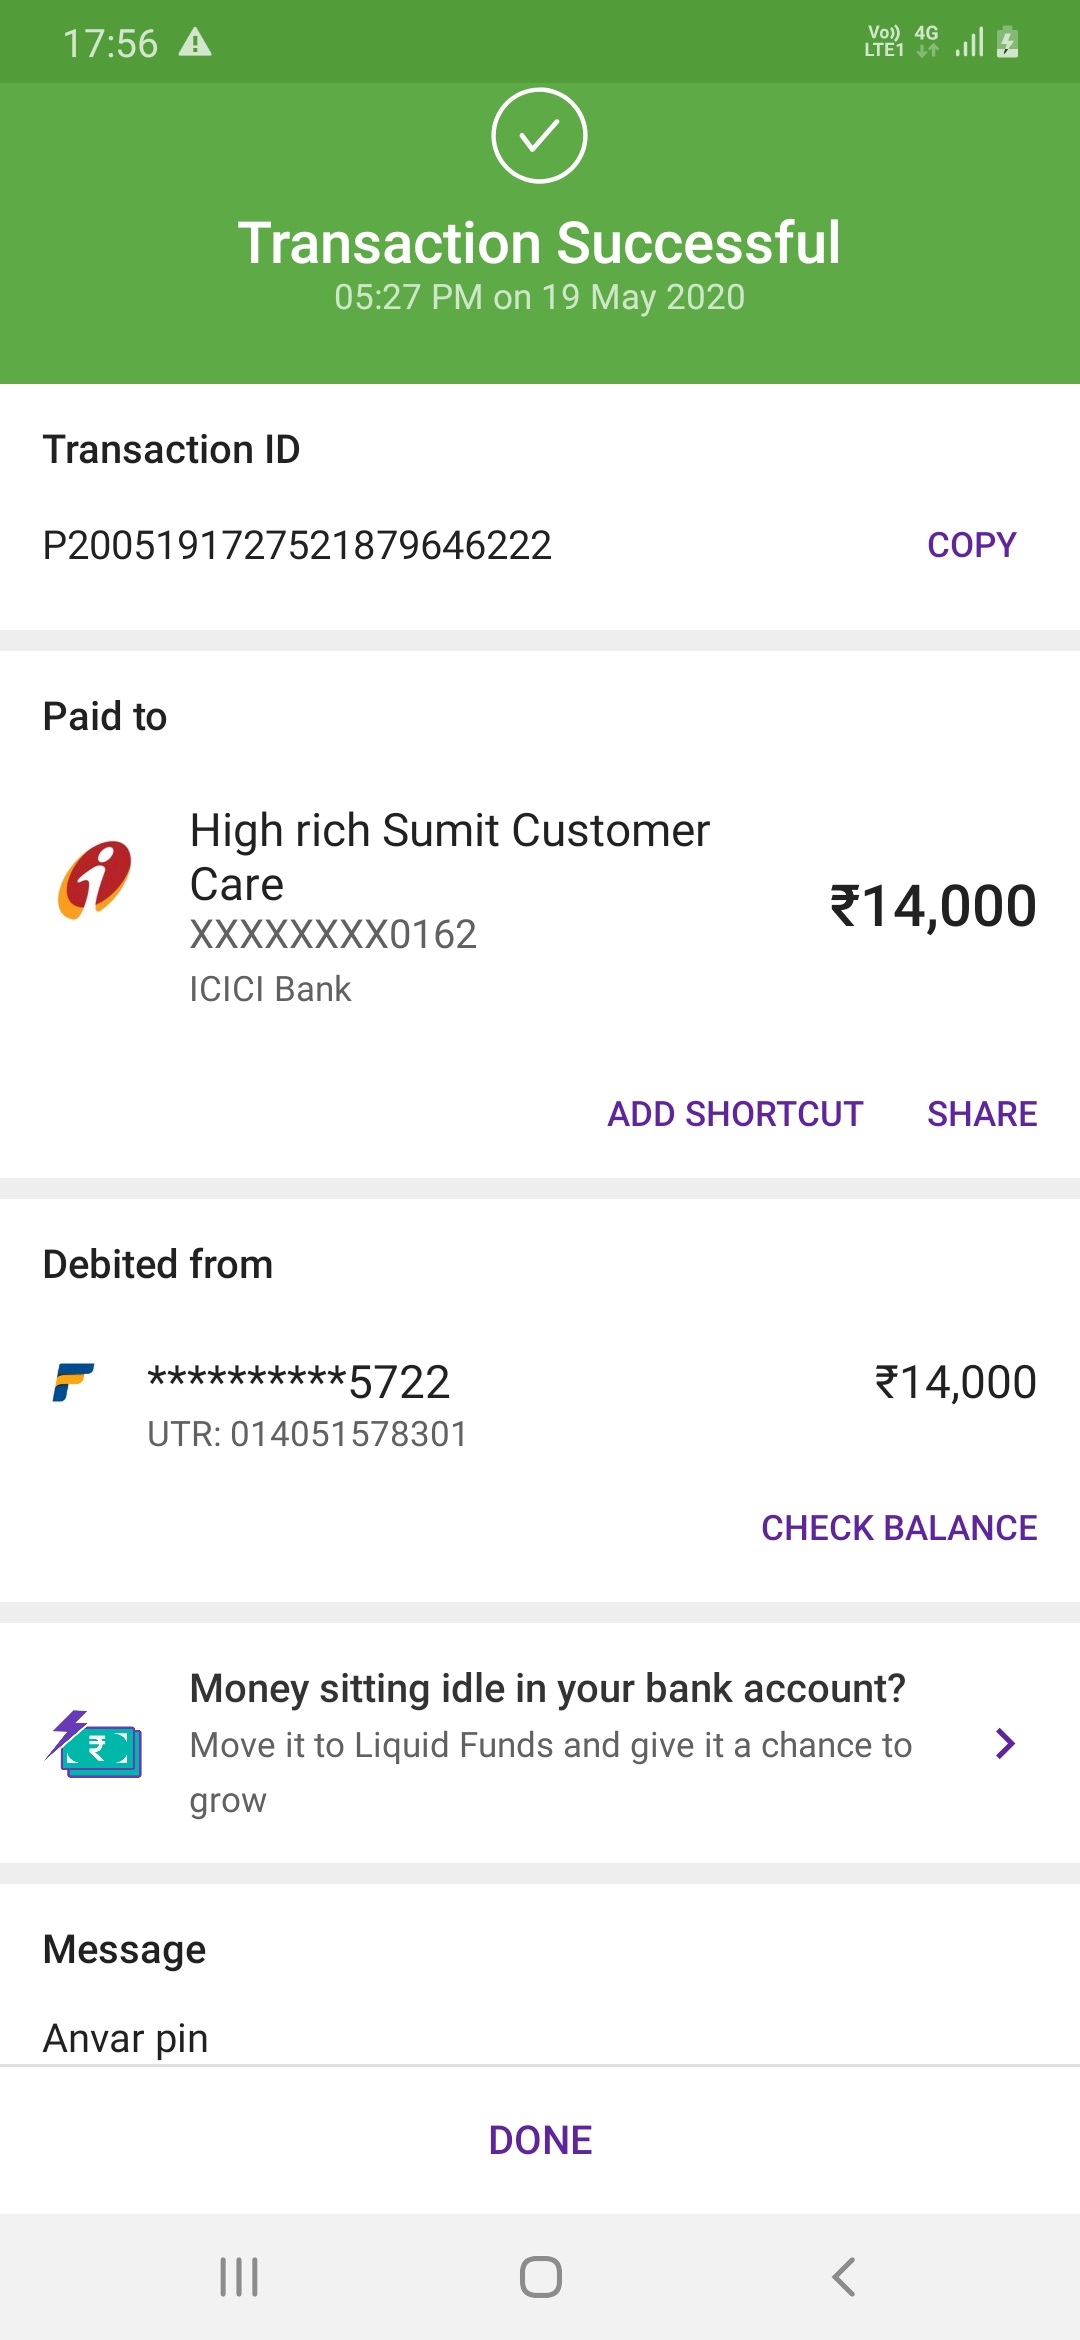 17:56
Vo)) 4G
LTE1
Transaction Successful
05:27 PM on 19 May 2020
Transaction ID
P2005191727521879646222 COPY
Paid to
High rich Sumit Customer
Care
₹14,000
XXXXXXXX0162
ICICI Bank
ADD SHORTCUT SHARE
Debited from
**********5722 ₹14,000
UTR: 014051578301
CHECK BALANCE
Money sitting idle in your bank account?
Move it to Liquid Funds and give it a chance to
grow
Message
Anvar pin
DONE